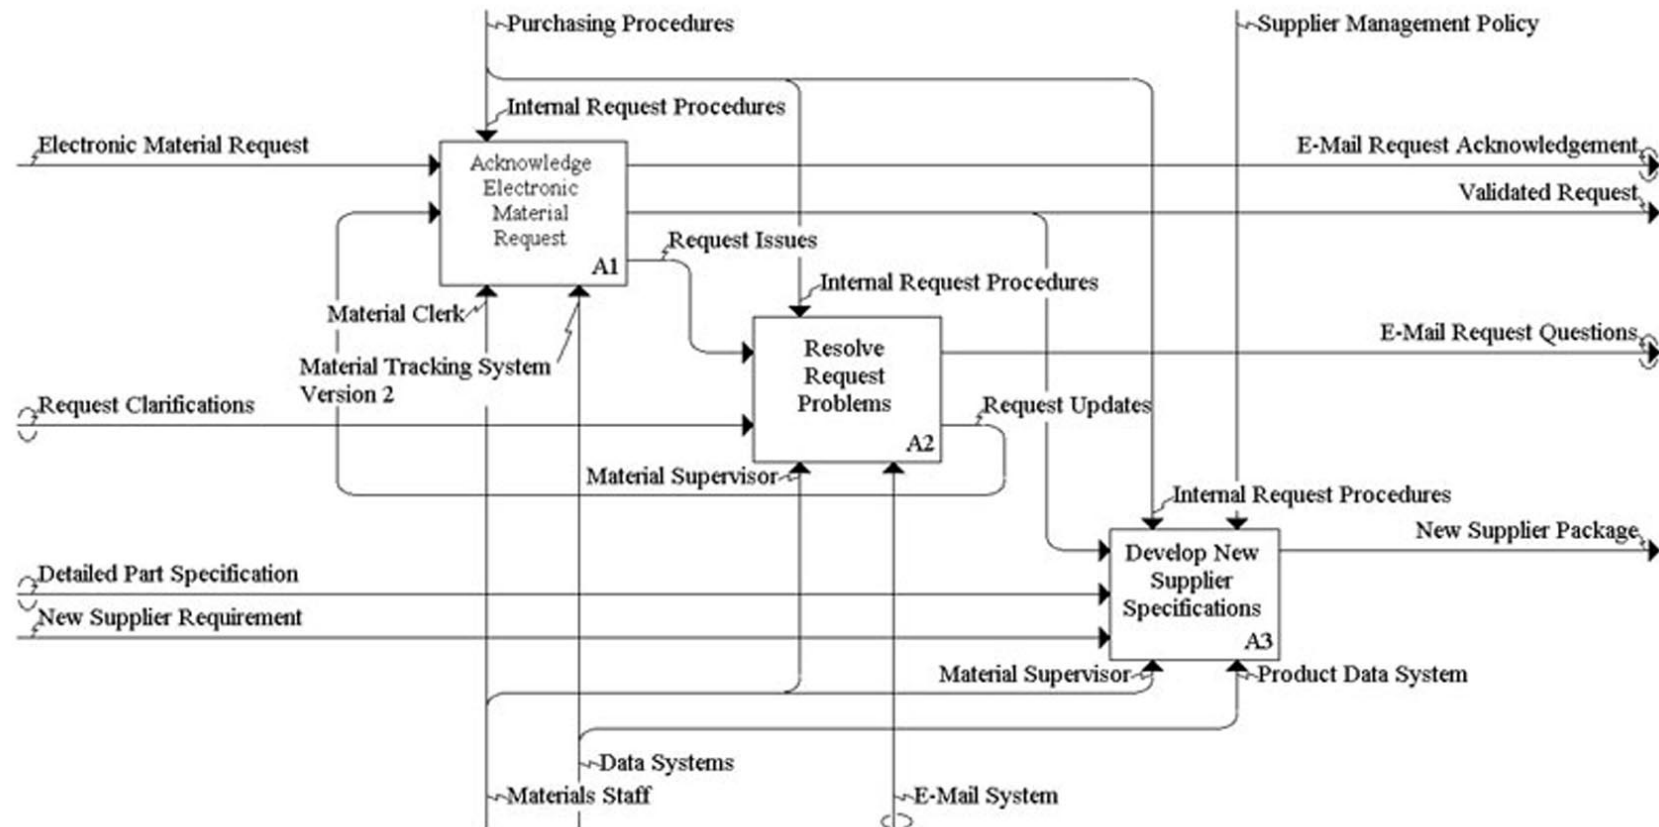 Purchasing Procedures
Supplier Management Policy
Internal Request Procedures
Electronic Material Request
E-Mail Request Acknowledgement
Acknowledge
Electronic
Material
Request
A1
Validated Request
Request Issues
Internal Request Procedures
Material Clerk
E-Mail Request Questions
Resolve
Request
Problems
A2
Material Tracking System
Version 2
Request Clarifications
Request Updates
Material Supervisor
Internal Request Procedures
New Supplier Package
Develop New
Supplier
Specifications
A3
Detailed Part Specification
New Supplier Requirement
Material Supervisor
Product Data System
Data Systems
Materials Staff
E-Mail System